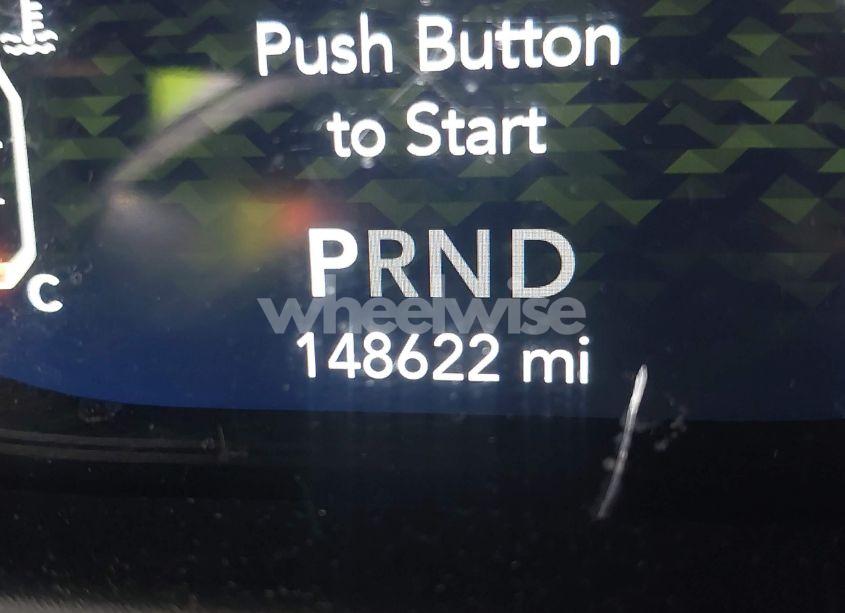 Push Button
to Start
PRND
wheelwise
148622 mi
C